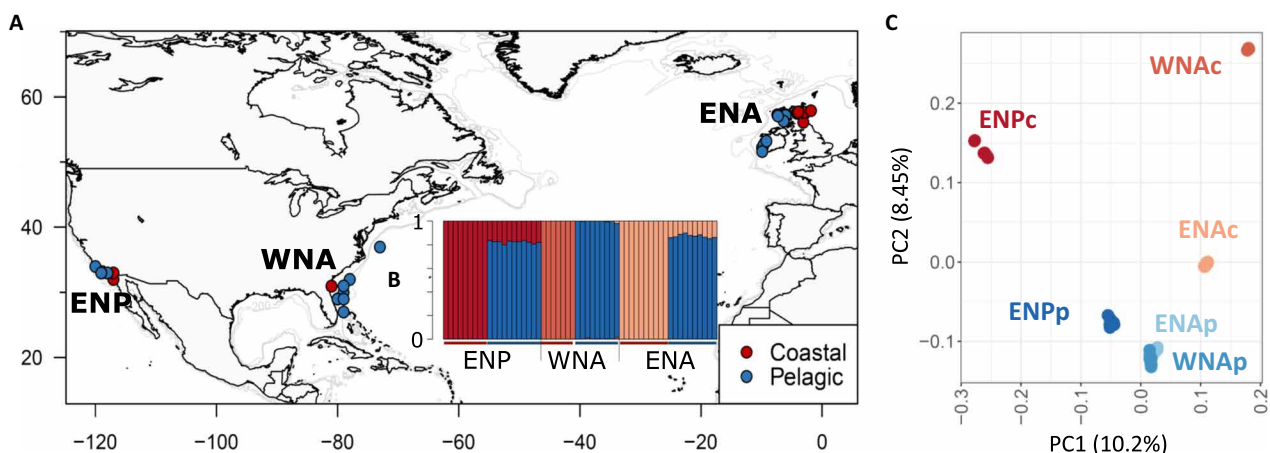 A
60
40
20
−120
−100
−80
−60
−40
−20
0
ENP
WNA
ENA
200
B
1
0
ENP
WNA
ENA
Coastal
Pelagic
C
WNAc
ENPc
ENAc
ENPp
ENAp
WNAp
PC2 (8.45%)
0.2
0.1
0.0
−0.1
−0.3
−0.2
−0.1
0.0
0.1
0.2
PC1 (10.2%)